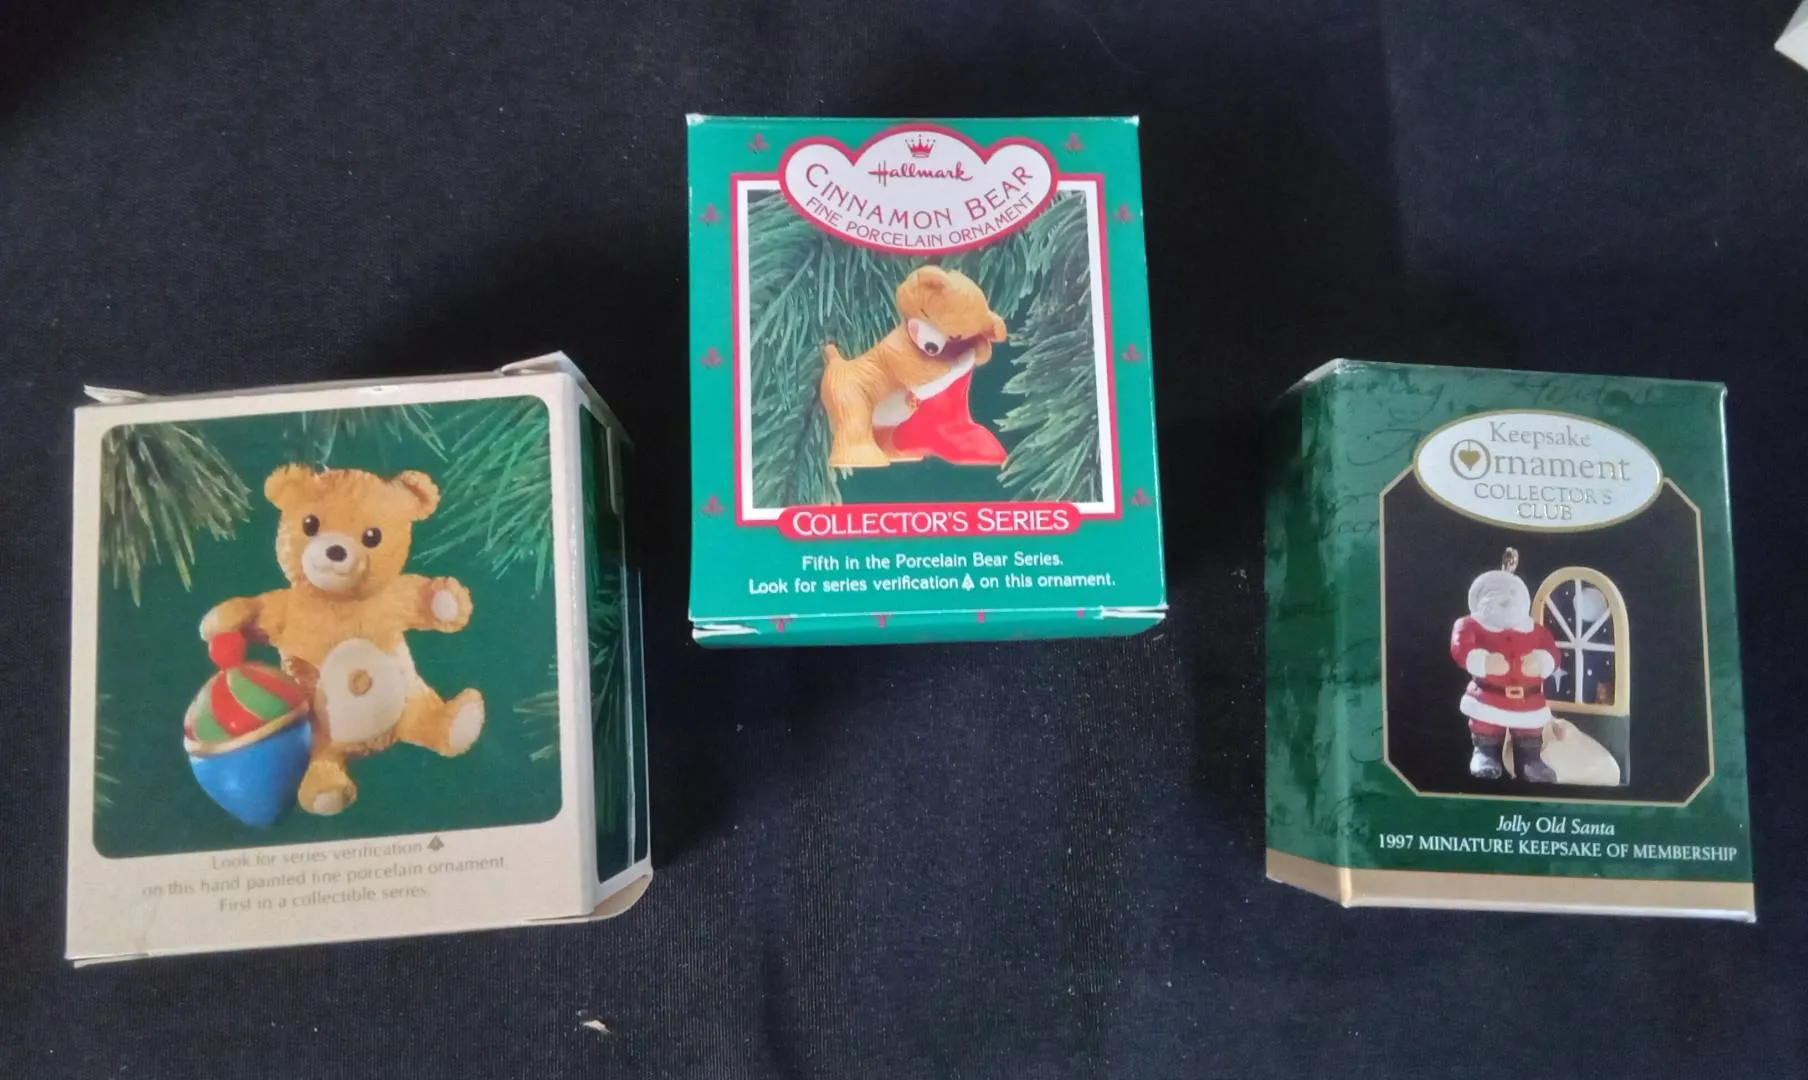 Look for series verification
on this hand painted fine porcelain ornament
First in a collectible series.
Hallmark
CINNAMON BEAR
FINE PORCELAIN ORNAMENT
COLLECTOR'S SERIES
Fifth in the Porcelain Bear Series.
Look for series verification on this ornament.
Keepsake
Ornament
COLLECTOR'S
CLUB
Jolly Old Santa
1997 MINIATURE KEEPSAKE OF MEMBERSHIP